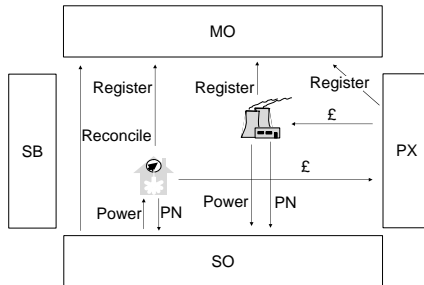 MO
Register
Register
Register
£
Reconcile
SB
PX
£
Power
PN
Power
PN
SO